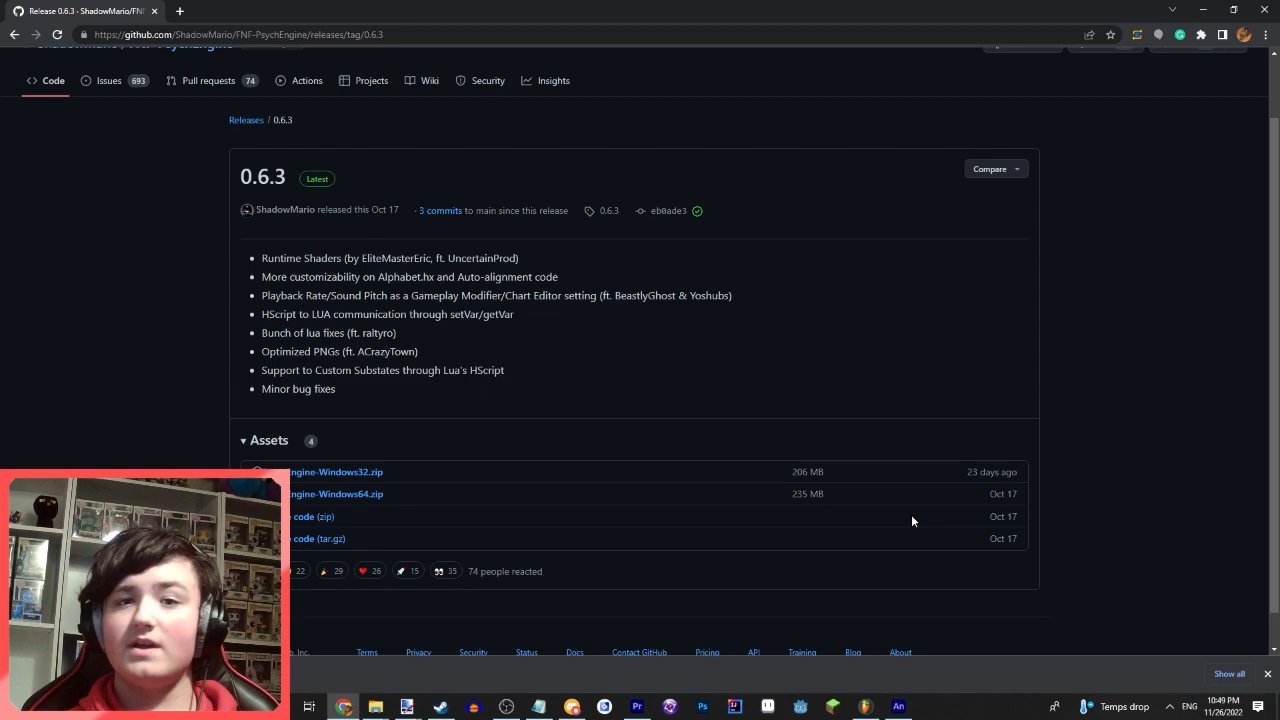 Release 0.6.3 · ShadowMario/FNF
https://github.com/ShadowMario/FNF-PsychEngine/releases/tag/0.6.3
Code
Issues 693
Pull requests 74
Actions
Projects
Wiki
Security
Insights
Releases / 0.6.3
0.6.3 Latest
Compare
ShadowMario released this Oct 17 · 3 commits to main since this release 0.6.3 eb0ade3
Runtime Shaders (by EliteMasterEric, ft. UncertainProd)
More customizability on Alphabet.hx and Auto-alignment code
Playback Rate/Sound Pitch as a Gameplay Modifier/Chart Editor setting (ft. BeastlyGhost & Yoshubs)
HScript to LUA communication through setVar/getVar
Bunch of lua fixes (ft. raltyro)
Optimized PNGs (ft. ACrazyTown)
Support to Custom Substates through Lua's HScript
Minor bug fixes
Assets 4
ngine-Windows32.zip 206 MB 23 days ago
ngine-Windows64.zip 235 MB Oct 17
code (zip) Oct 17
code (tar.gz) Oct 17
22 29 26 15 35 74 people reacted
b, Inc. Terms Privacy Security Status Docs Contact GitHub Pricing API Training Blog About
Show all
Temps drop ENG 10:49 PM
11/26/2022